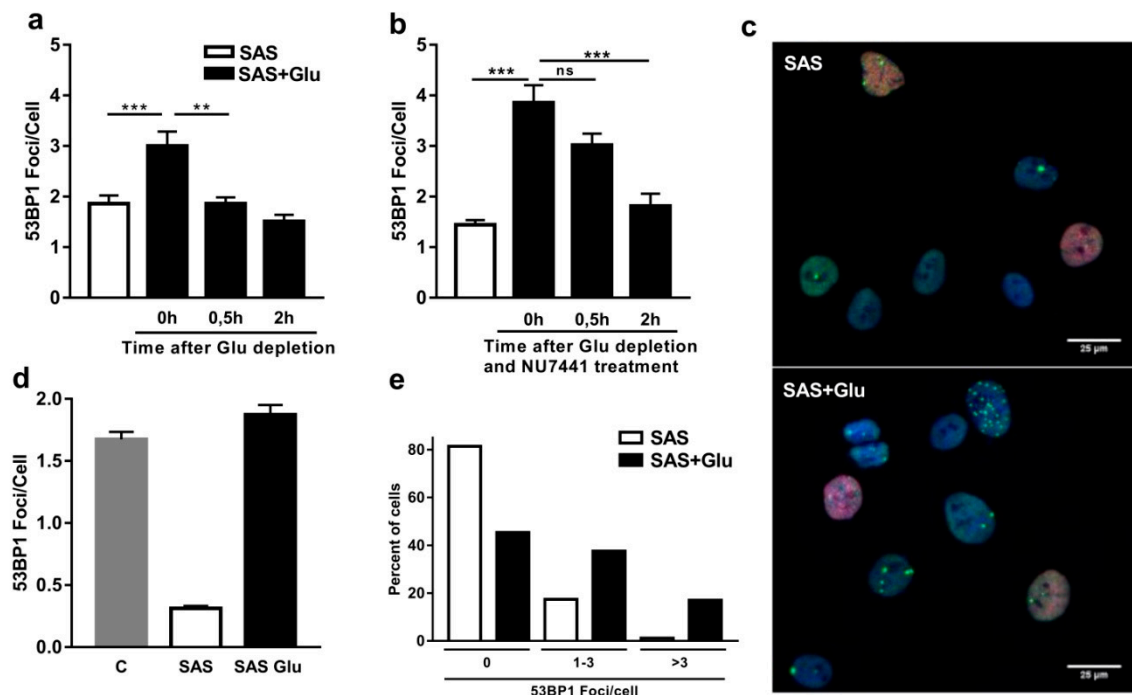 a
5
4
3
2
1
0
53BP1 Foci/Cell
SAS
SAS+Glu
***
**
0h
0,5h
2h
Time after Glu depletion
b
5
4
3
2
1
0
53BP1 Foci/Cell
***
ns
***
0h
0,5h
2h
Time after Glu depletion
and NU7441 treatment
c
SAS
25 µm
SAS+Glu
25 µm
d
2.0
1.5
1.0
0.5
0.0
53BP1 Foci/Cell
C
SAS
SAS Glu
e
80
60
40
20
0
Percent of cells
SAS
SAS+Glu
0
1-3
>3
53BP1 Foci/cell